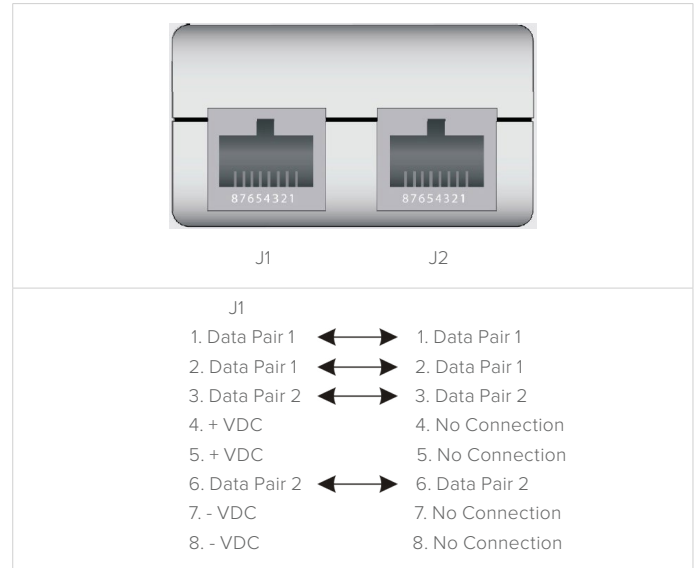 87654321 87654321
J1 J2
J1
1. Data Pair 1 1. Data Pair 1
2. Data Pair 1 2. Data Pair 1
3. Data Pair 2 3. Data Pair 2
4. + VDC 4. No Connection
5. + VDC 5. No Connection
6. Data Pair 2 6. Data Pair 2
7. - VDC 7. No Connection
8. - VDC 8. No Connection